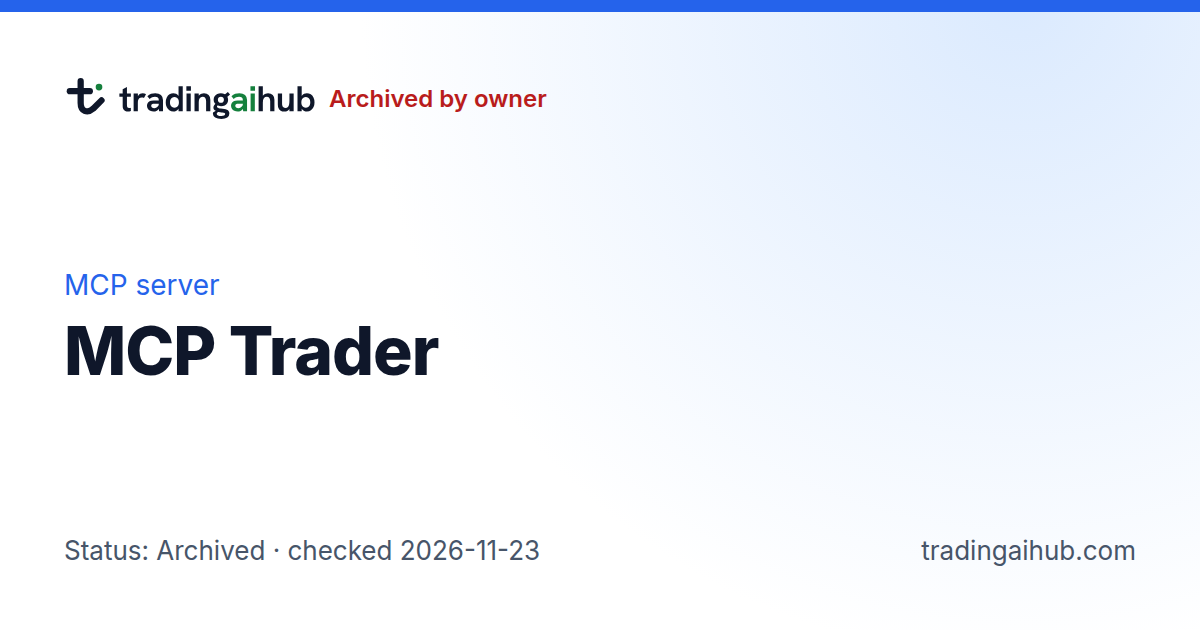 tradingaihub Archived by owner
MCP server
MCP Trader
Status: Archived · checked 2026-11-23
tradingaihub.com